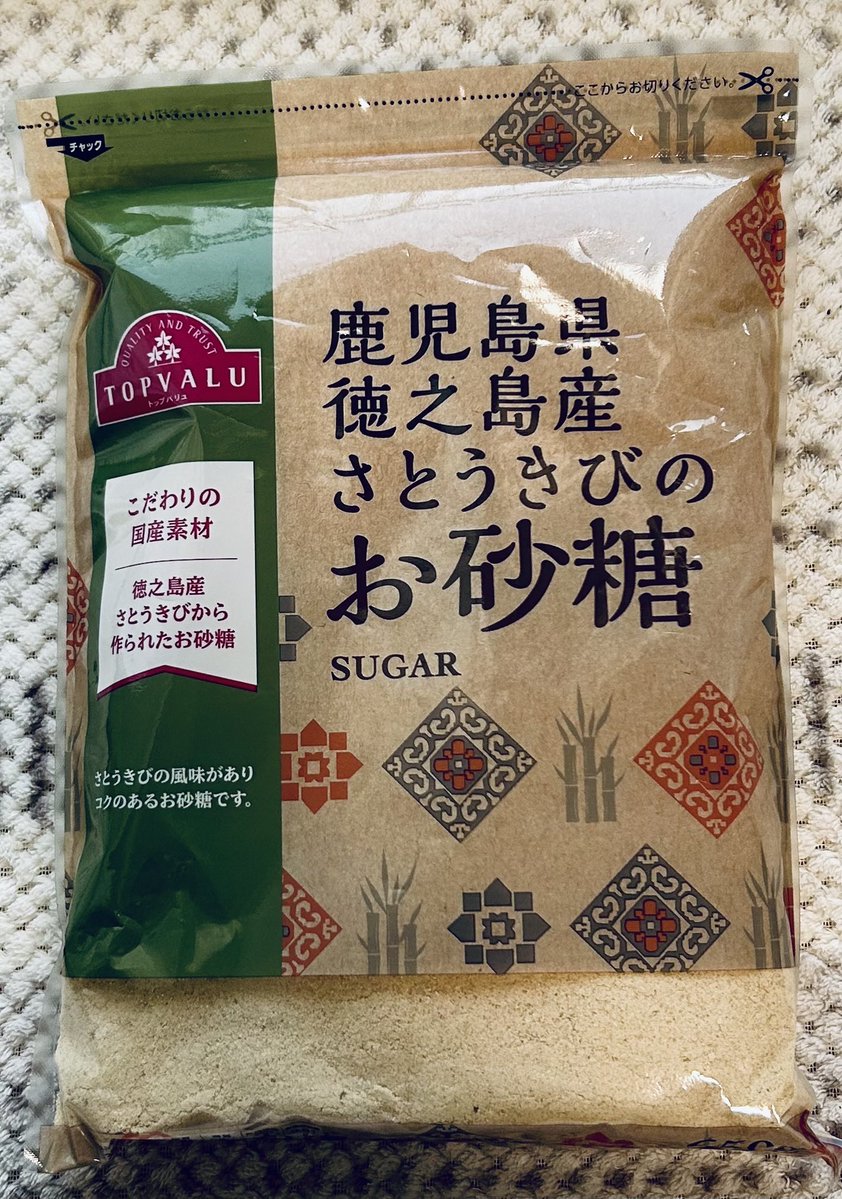 ここからお切りください。
チャック
QUALITY AND TRUST
TOPVALU
トップバリュ
鹿児島県
徳之島産
さとうきびの
お砂糖
SUGAR
こだわりの
国産素材
徳之島産
さとうきびから
作られたお砂糖
さとうきびの風味があり
コクのあるお砂糖です。